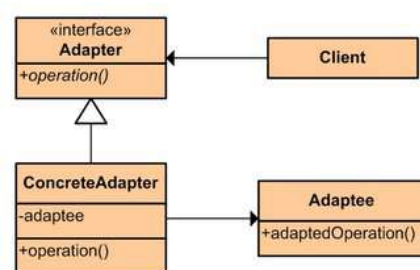 «interface»
Adapter
+operation()
Client
ConcreteAdapter
-adaptee
+operation()
Adaptee
+adaptedOperation()